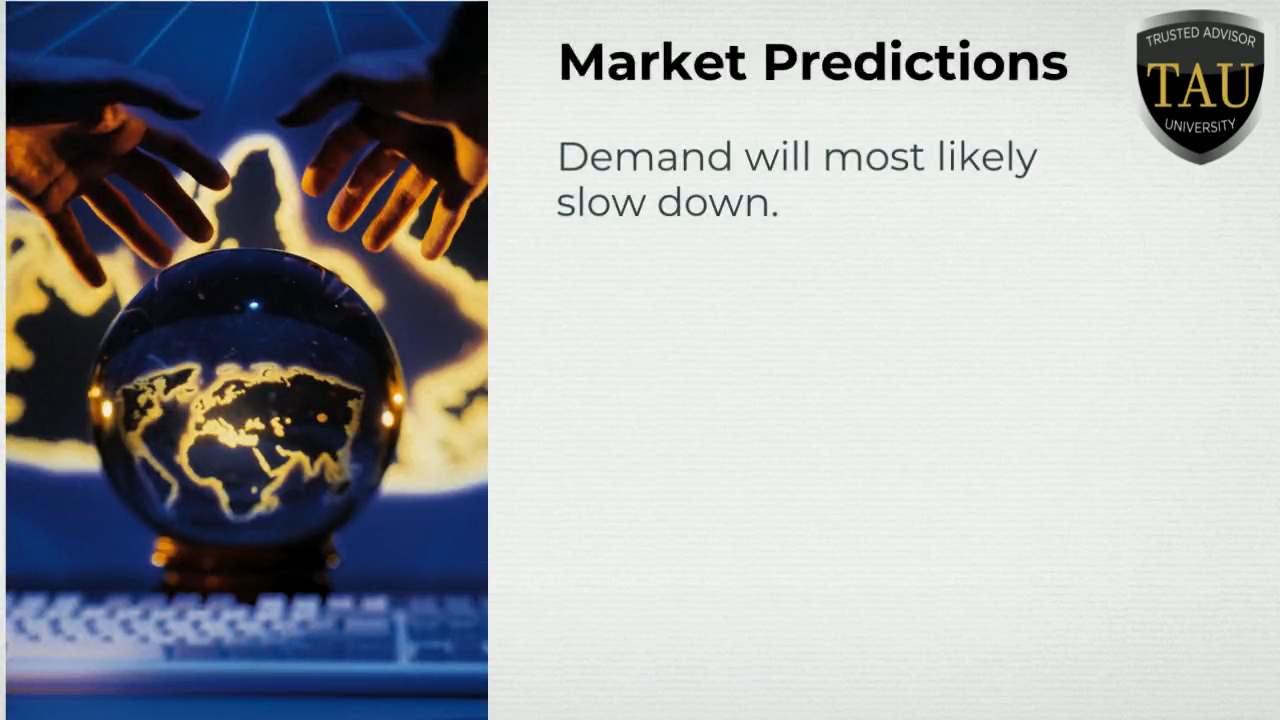 Market Predictions
TRUSTED ADVISOR
TAU
UNIVERSITY
Demand will most likely
slow down.